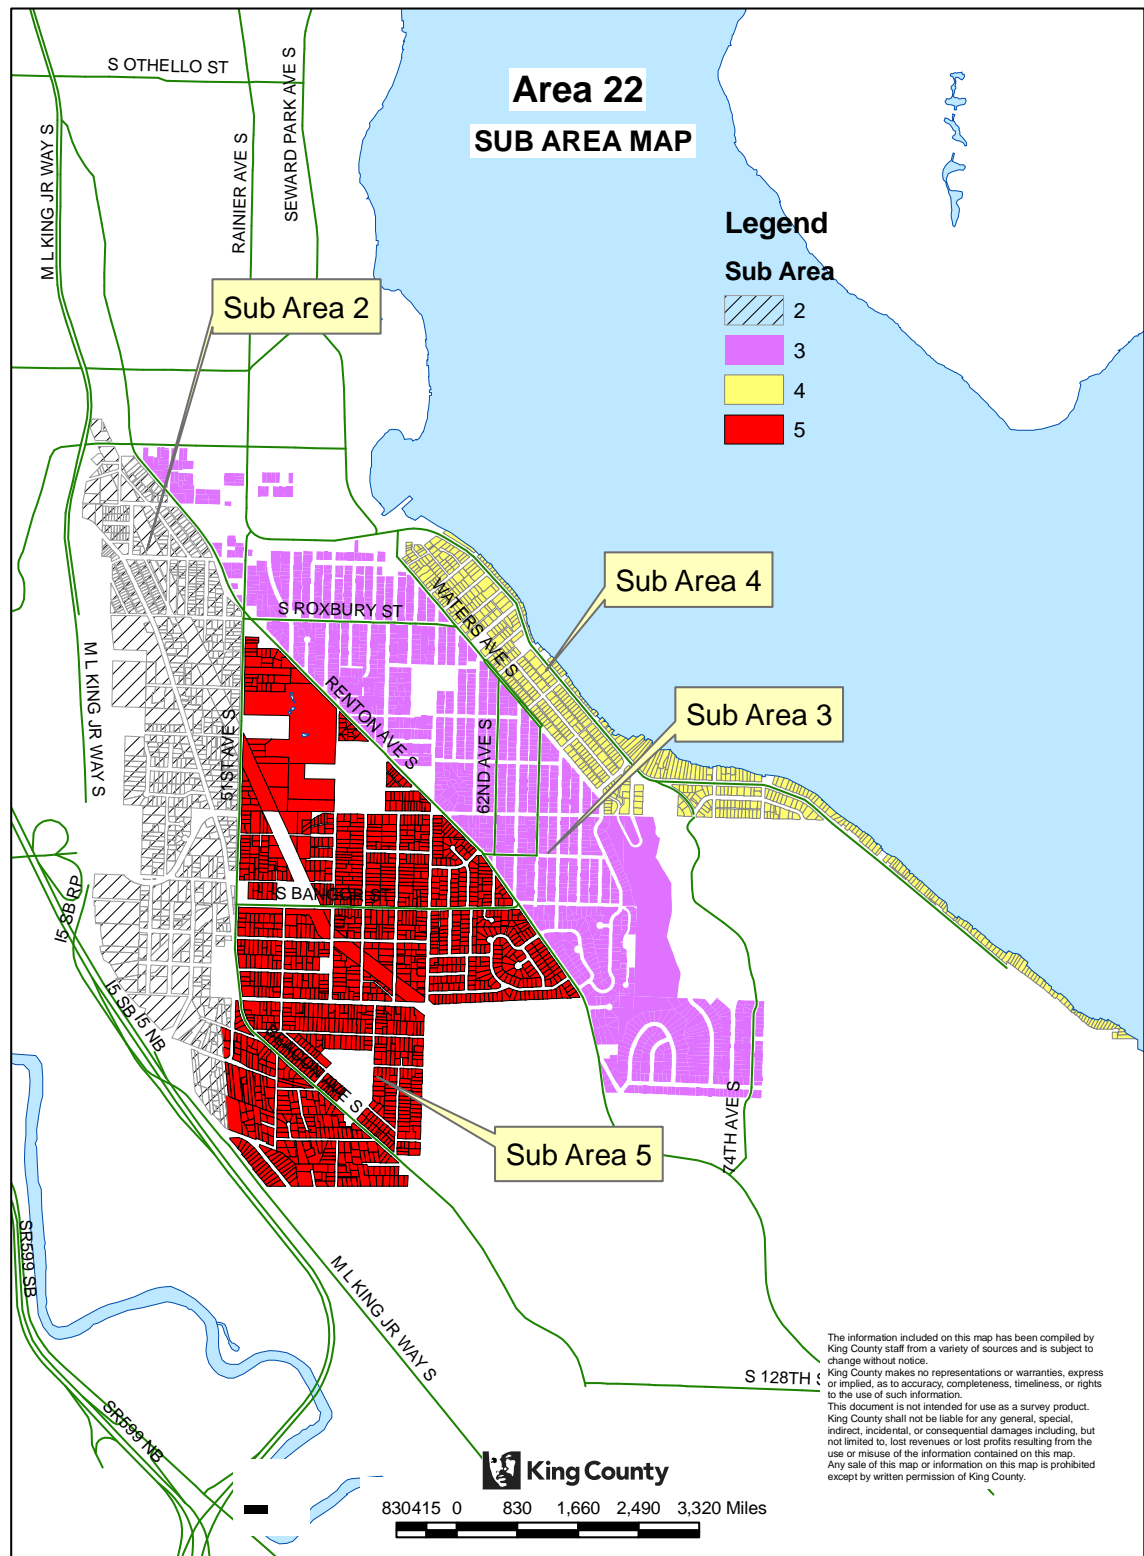 S OTHELLO ST
SEWARD PARK AVE S
Area 22
SUB AREA MAP
M L KING JR WAY S
RAINIER AVE S
Legend
Sub Area
2
3
4
5
Sub Area 2
Sub Area 4
S ROXBURY ST
WATERS AVE S
M L KING JR WAY S
RENTON AVE S
Sub Area 3
51ST AVE S
62ND AVE S
S BANGOR ST
I5 SB RP
I5 SB
I5 NB
AVE S
74TH AVE S
Sub Area 5
SR599 SB
M L KING JR WAY S
S 128TH S
SR599 NB
The information included on this map has been compiled by
King County staff from a variety of sources and is subject to
change without notice.
King County makes no representations or warranties, express
or implied, as to accuracy, completeness, timeliness, or rights
to the use of such information.
This document is not intended for use as a survey product.
King County shall not be liable for any general, special,
indirect, incidental, or consequential damages including, but
not limited to, lost revenues or lost profits resulting from the
use or misuse of the information contained on this map.
Any sale of this map or information on this map is prohibited
except by written permission of King County.
King County
830415 0 830 1,660 2,490 3,320 Miles